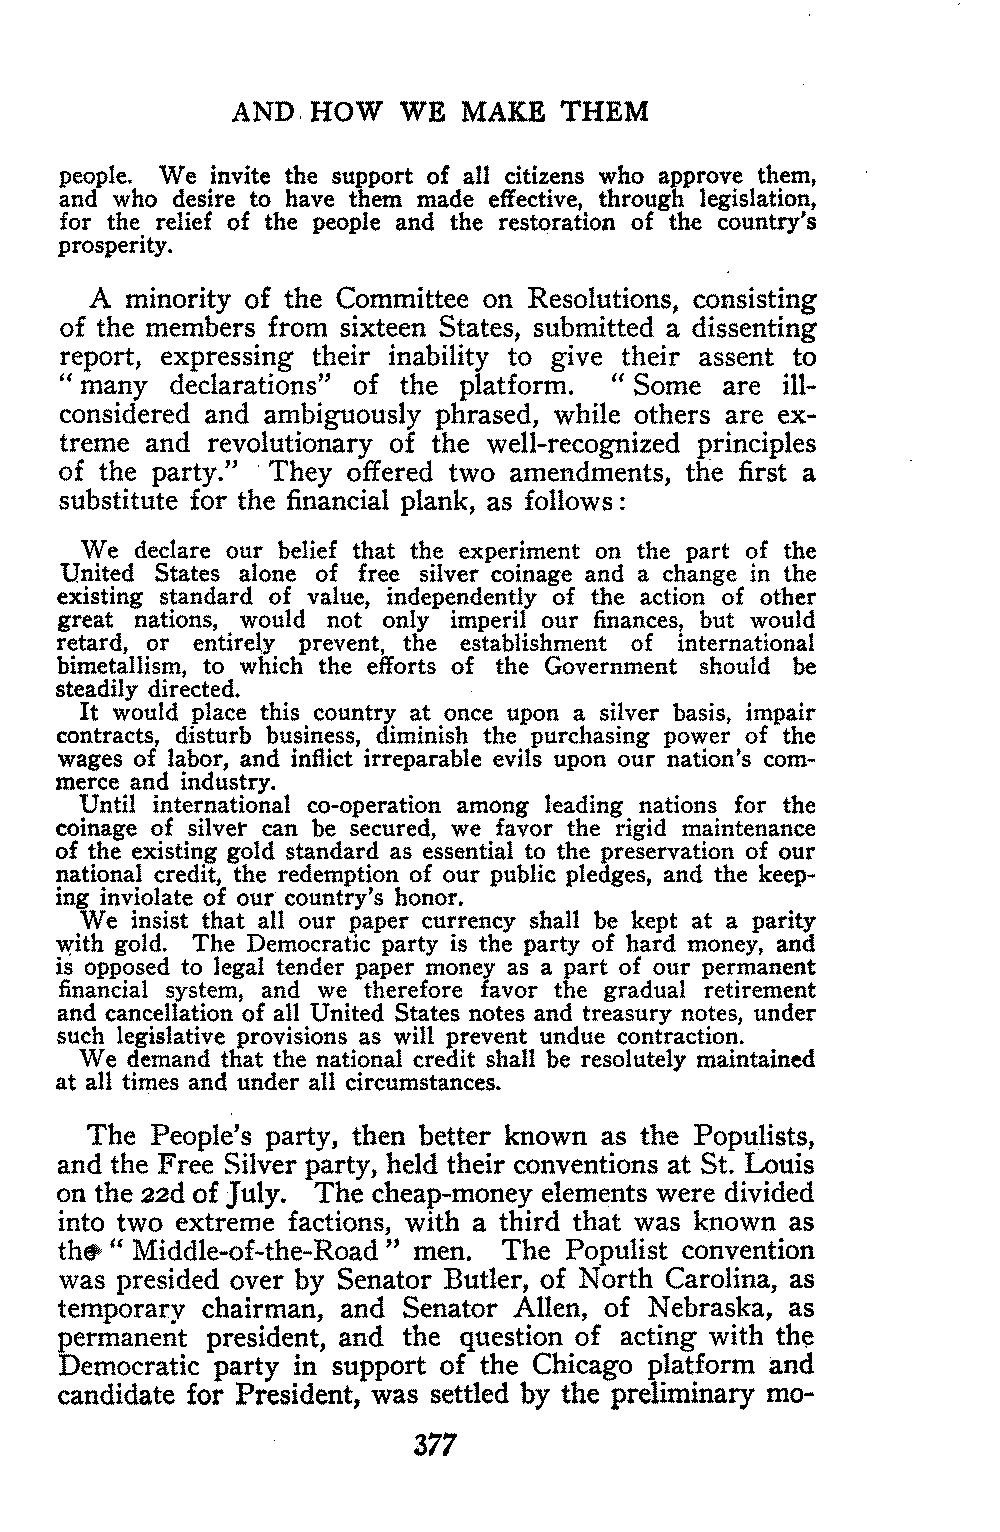 AND HOW WE MAKE THEM
people. We invite the support of all citizens who approve them,
and who desire to have them made effective, through legislation,
for the relief of the people and the restoration of the country's
prosperity.
A minority of the Committee on Resolutions, consisting
of the members from sixteen States, submitted a dissenting
report, expressing their inability to give their assent to
“ many declarations” of the platform. “ Some are ill-
considered and ambiguously phrased, while others are ex-
treme and revolutionary of the well-recognized principles
of the party.” They offered two amendments, the first a
substitute for the financial plank, as follows:
We declare our belief that the experiment on the part of the
United States alone of free silver coinage and a change in the
existing standard of value, independently of the action of other
great nations, would not only imperil our finances, but would
retard, or entirely prevent, the establishment of international
bimetallism, to which the efforts of the Government should be
steadily directed.
It would place this country at once upon a silver basis, impair
contracts, disturb business, diminish the purchasing power of the
wages of labor, and inflict irreparable evils upon our nation's com-
merce and industry.
Until international co-operation among leading nations for the
coinage of silver can be secured, we favor the rigid maintenance
of the existing gold standard as essential to the preservation of our
national credit, the redemption of our public pledges, and the keep-
ing inviolate of our country's honor.
We insist that all our paper currency shall be kept at a parity
with gold. The Democratic party is the party of hard money, and
is opposed to legal tender paper money as a part of our permanent
financial system, and we therefore favor the gradual retirement
and cancellation of all United States notes and treasury notes, under
such legislative provisions as will prevent undue contraction.
We demand that the national credit shall be resolutely maintained
at all times and under all circumstances.
The People's party, then better known as the Populists,
and the Free Silver party, held their conventions at St. Louis
on the 22d of July. The cheap-money elements were divided
into two extreme factions, with a third that was known as
the “ Middle-of-the-Road ” men. The Populist convention
was presided over by Senator Butler, of North Carolina, as
temporary chairman, and Senator Allen, of Nebraska, as
permanent president, and the question of acting with the
Democratic party in support of the Chicago platform and
candidate for President, was settled by the preliminary mo-
377